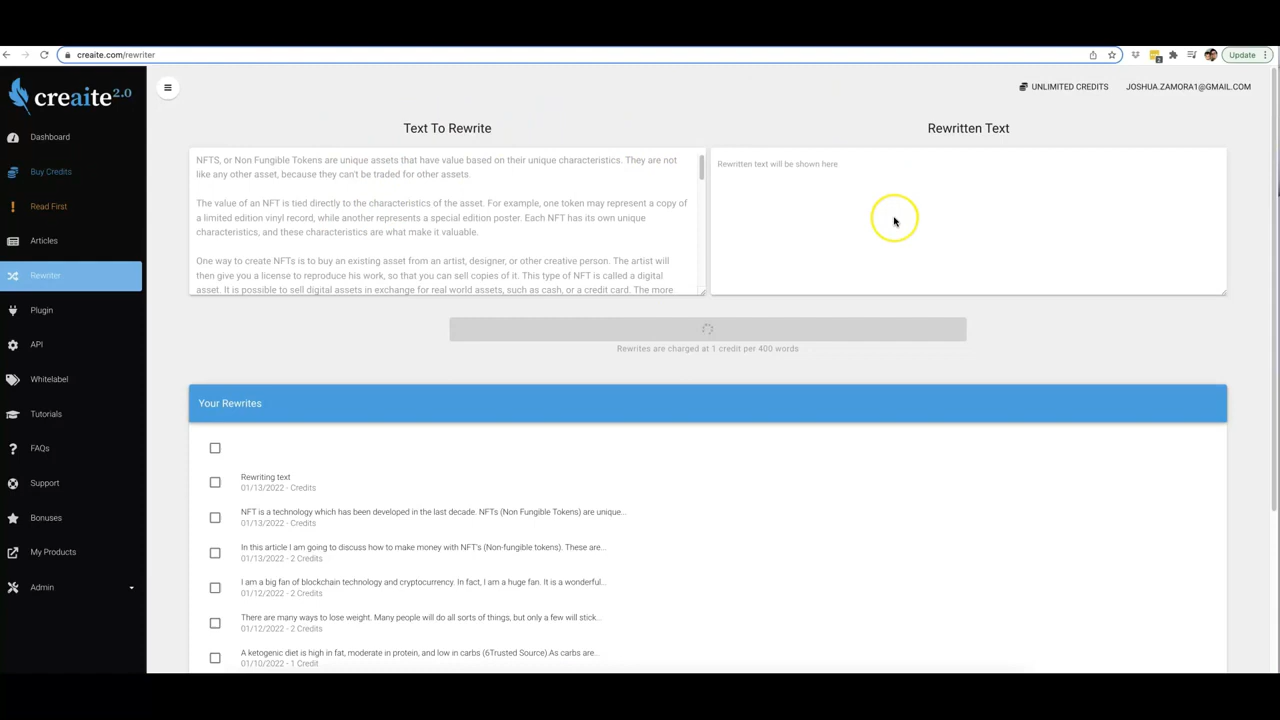 creaite.com/rewriter
2
Update
creaite2.0
UNLIMITED CREDITS
JOSHUA.ZAMORA1@GMAIL.COM
Dashboard
Buy Credits
Read First
Articles
Rewriter
Plugin
API
Whitelabel
Tutorials
FAQs
Support
Bonuses
My Products
Admin
Text To Rewrite
NFTS, or Non Fungible Tokens are unique assets that have value based on their unique characteristics. They are not
like any other asset, because they can't be traded for other assets.
The value of an NFT is tied directly to the characteristics of the asset. For example, one token may represent a copy of
a limited edition vinyl record, while another represents a special edition poster. Each NFT has its own unique
characteristics, and these characteristics are what make it valuable.
One way to create NFTs is to buy an existing asset from an artist, designer, or other creative person. The artist will
then give you a license to reproduce his work, so that you can sell copies of it. This type of NFT is called a digital
asset. It is possible to sell digital assets in exchange for real world assets, such as cash, or a credit card. The more
Rewritten Text
Rewritten text will be shown here
Rewrites are charged at 1 credit per 400 words
Your Rewrites
Rewriting text
01/13/2022 - Credits
NFT is a technology which has been developed in the last decade. NFTs (Non Fungible Tokens) are unique...
01/13/2022 - Credits
In this article I am going to discuss how to make money with NFT's (Non-fungible tokens). These are...
01/13/2022 - 2 Credits
I am a big fan of blockchain technology and cryptocurrency. In fact, I am a huge fan. It is a wonderful...
01/12/2022 - 2 Credits
There are many ways to lose weight. Many people will do all sorts of things, but only a few will stick...
01/12/2022 - 2 Credits
A ketogenic diet is high in fat, moderate in protein, and low in carbs (6Trusted Source).As carbs are...
01/10/2022 - 1 Credit